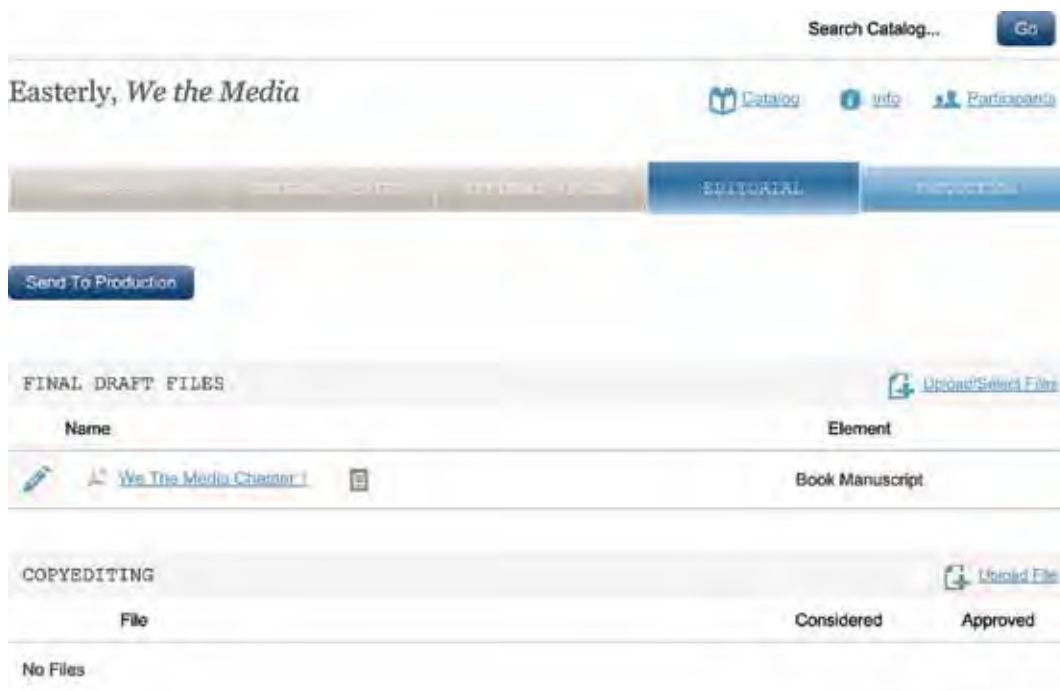 Search Catalog... Go
Easterly, We the Media
Catalog Info Participants
EDITORIAL
Send To Production
FINAL DRAFT FILES Upload/Select Files
Name Element
We The Media Chapter 1 Book Manuscript
COPYEDITING Upload File
File Considered Approved
No Files